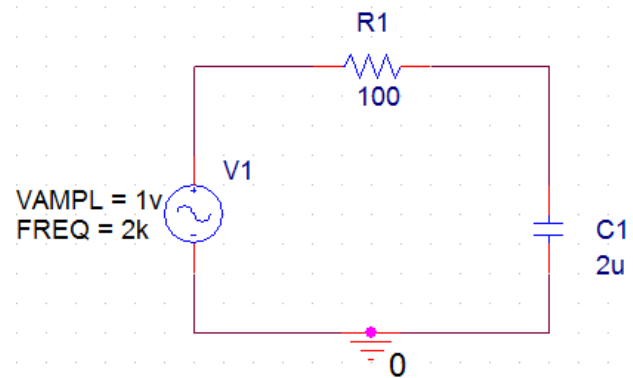 R1
100
V1
VAMPL = 1v
FREQ = 2k
C1
2u
0